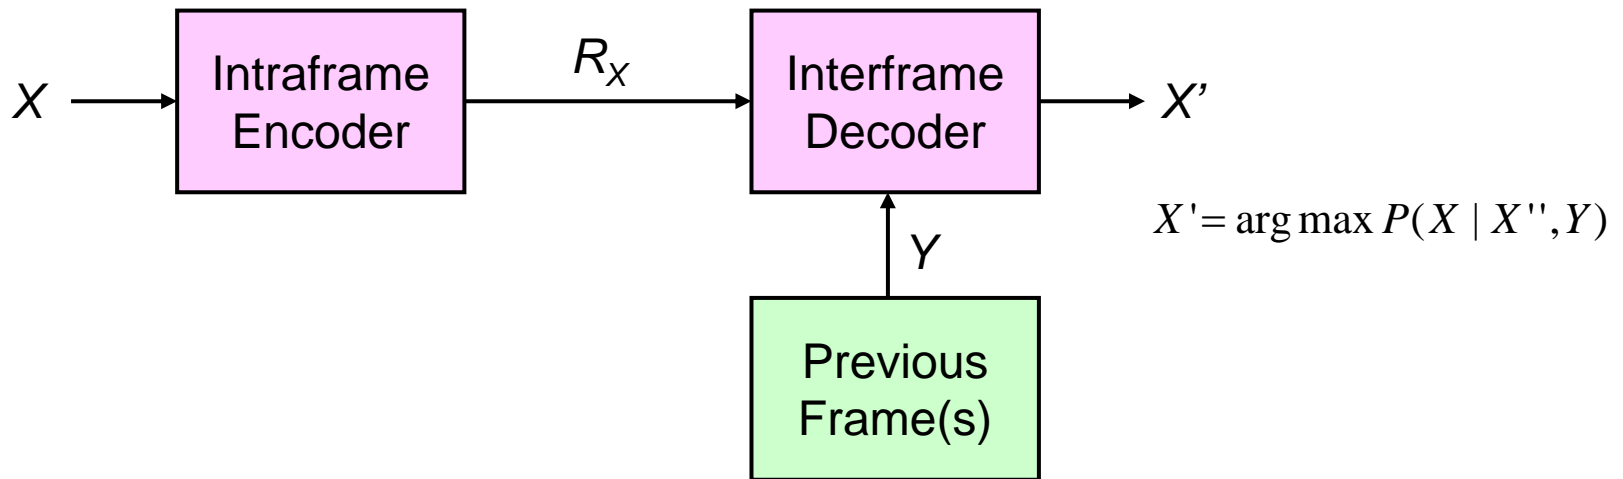 X
Intraframe
Encoder
R_X
Interframe
Decoder
X’
X' = arg max P(X | X'', Y)
Y
Previous
Frame(s)